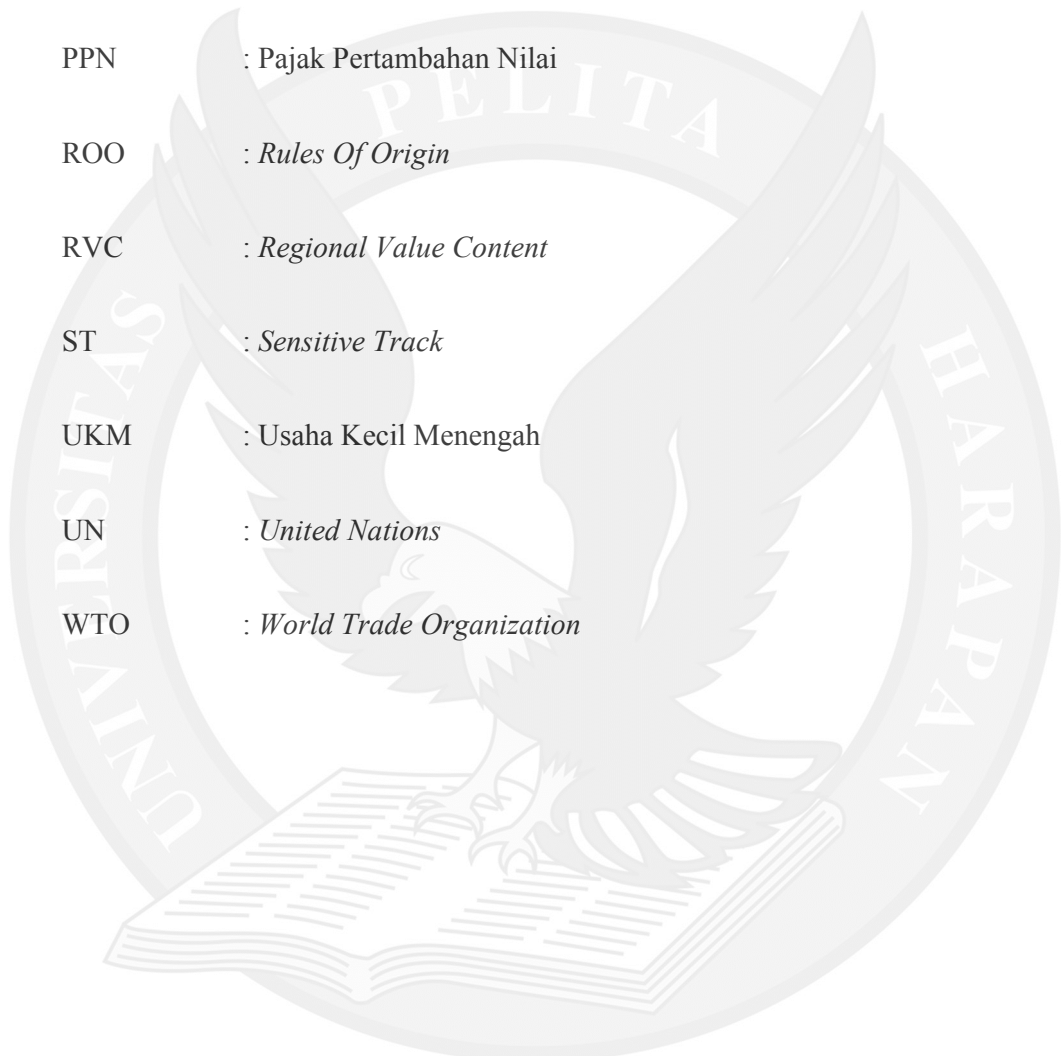 PPN : Pajak Pertambahan Nilai
ROO : Rules Of Origin
RVC : Regional Value Content
ST : Sensitive Track
UKM : Usaha Kecil Menengah
UN : United Nations
WTO : World Trade Organization
UNIVERSITAS PELITA HARAPAN